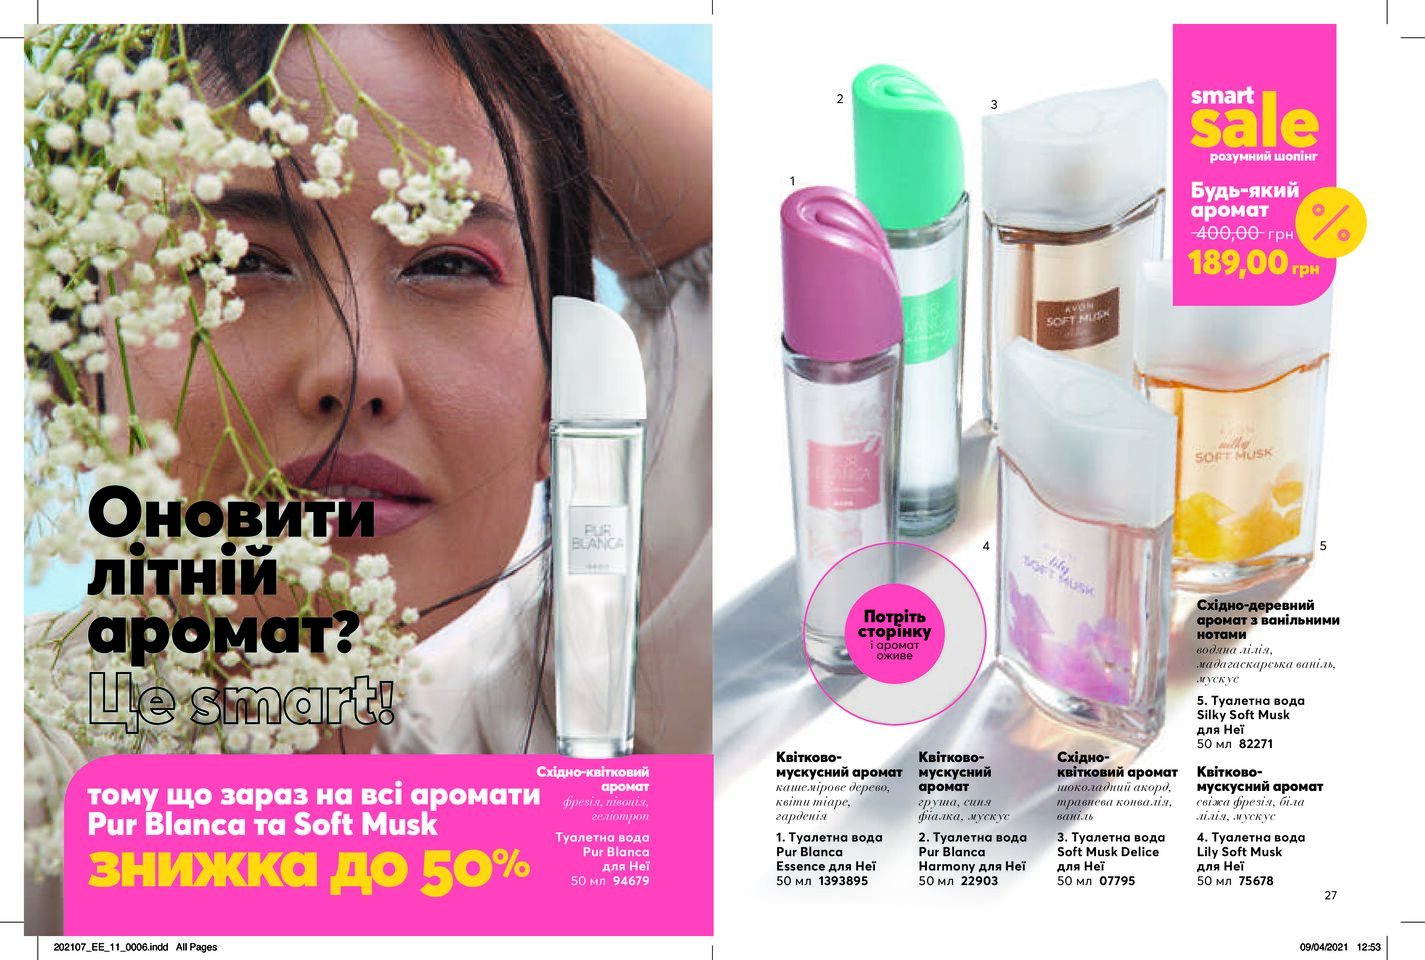 Оновити
літній
аромат?
Це smart!
тому що зараз на всі аромати
Pur Blanca та Soft Musk
знижка до 50%
PUR
BLANCA
Східно-квітковий
аромат
фрезія, півонія,
геліотроп
Туалетна вода
Pur Blanca
для Неї
50 мл 94679
smart
sale
розумний шопінг
Будь-який
аромат
400,00 грн
189,00 грн
%
1
2
3
4
5
PUR
BLANCA
PUR
BLANCA
AVON
SOFT MUSK
AVON
silky
SOFT MUSK
lily
SOFT MUSK
Потріть
сторінку
і аромат
оживе
Квітково-
мускусний аромат
кашемірове дерево,
квіти тіаре,
гарденія
1. Туалетна вода
Pur Blanca
Essence для Неї
50 мл 1393895
Квітково-
мускусний
аромат
груша, синя
фіалка, мускус
2. Туалетна вода
Pur Blanca
Harmony для Неї
50 мл 22903
Східно-
квітковий аромат
шоколадний акорд,
травнева конвалія,
ваніль
3. Туалетна вода
Soft Musk Delice
для Неї
50 мл 07795
Східно-деревний
аромат з ванільними
нотами
водяна лілія,
мадагаскарська ваніль,
мускус
5. Туалетна вода
Silky Soft Musk
для Неї
50 мл 82271
Квітково-
мускусний аромат
свіжа фрезія, біла
лілія, мускус
4. Туалетна вода
Lily Soft Musk
для Неї
50 мл 75678
27
202107_EE_11_0006.indd All Pages
09/04/2021 12:53